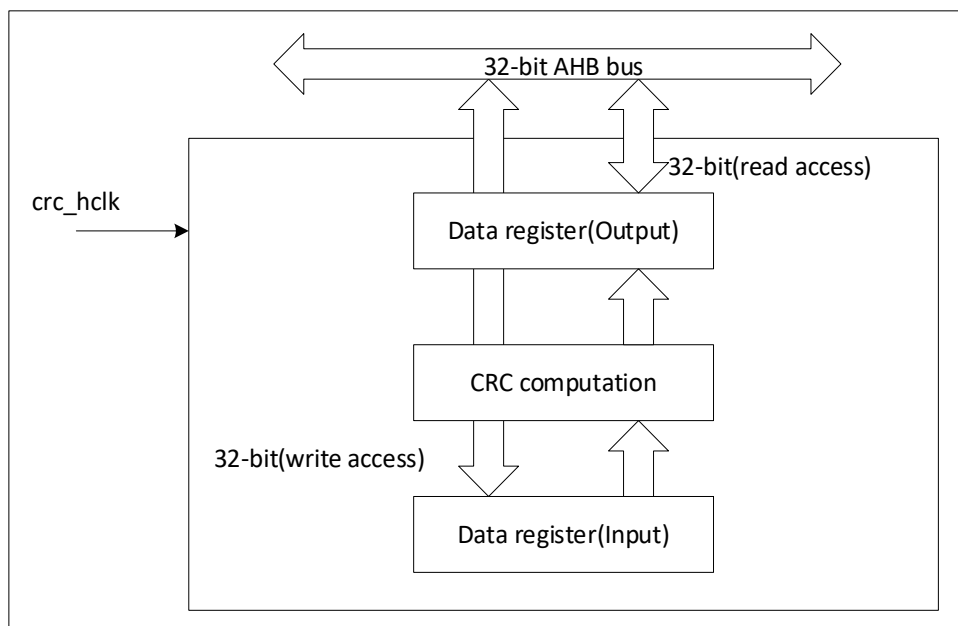 32-bit AHB bus
32-bit(read access)
crc_hclk
Data register(Output)
CRC computation
32-bit(write access)
Data register(Input)